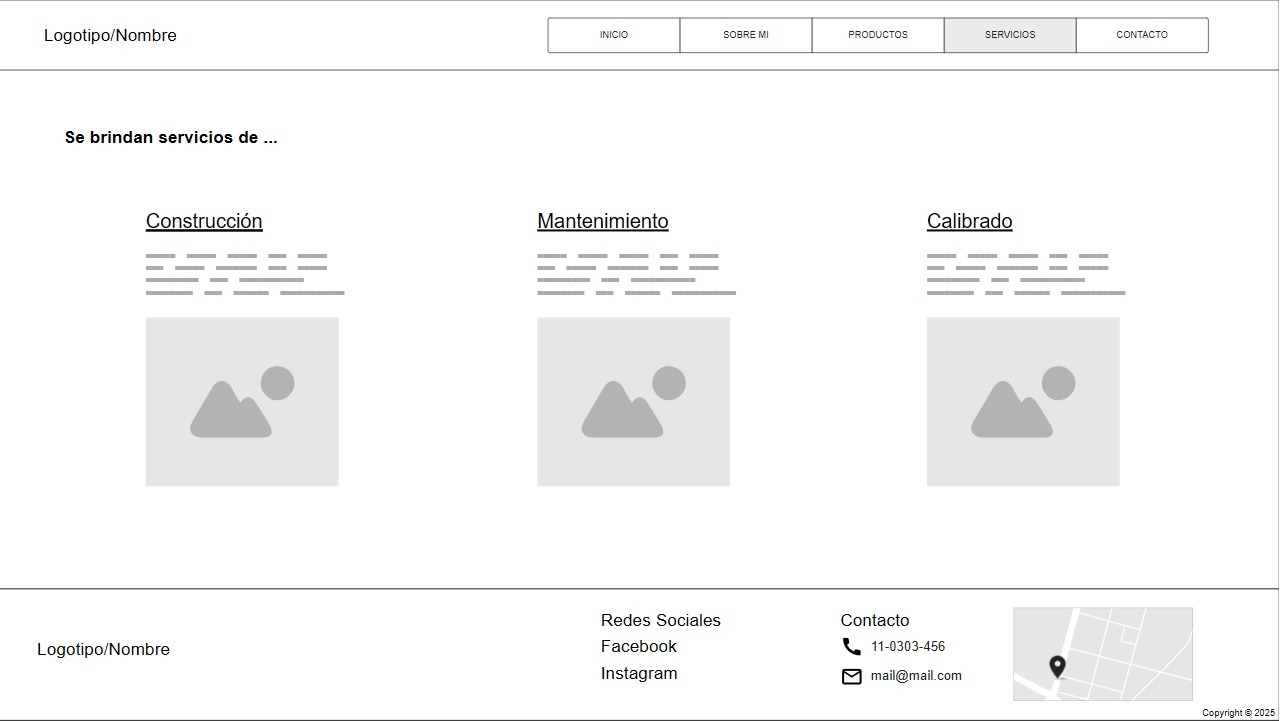 Logotipo/Nombre
INICIO
SOBRE MI
PRODUCTOS
SERVICIOS
CONTACTO
Se brindan servicios de ...
Construcción
Mantenimiento
Calibrado
Logotipo/Nombre
Redes Sociales
Facebook
Instagram
Contacto
11-0303-456
mail@mail.com
Copyright © 2025